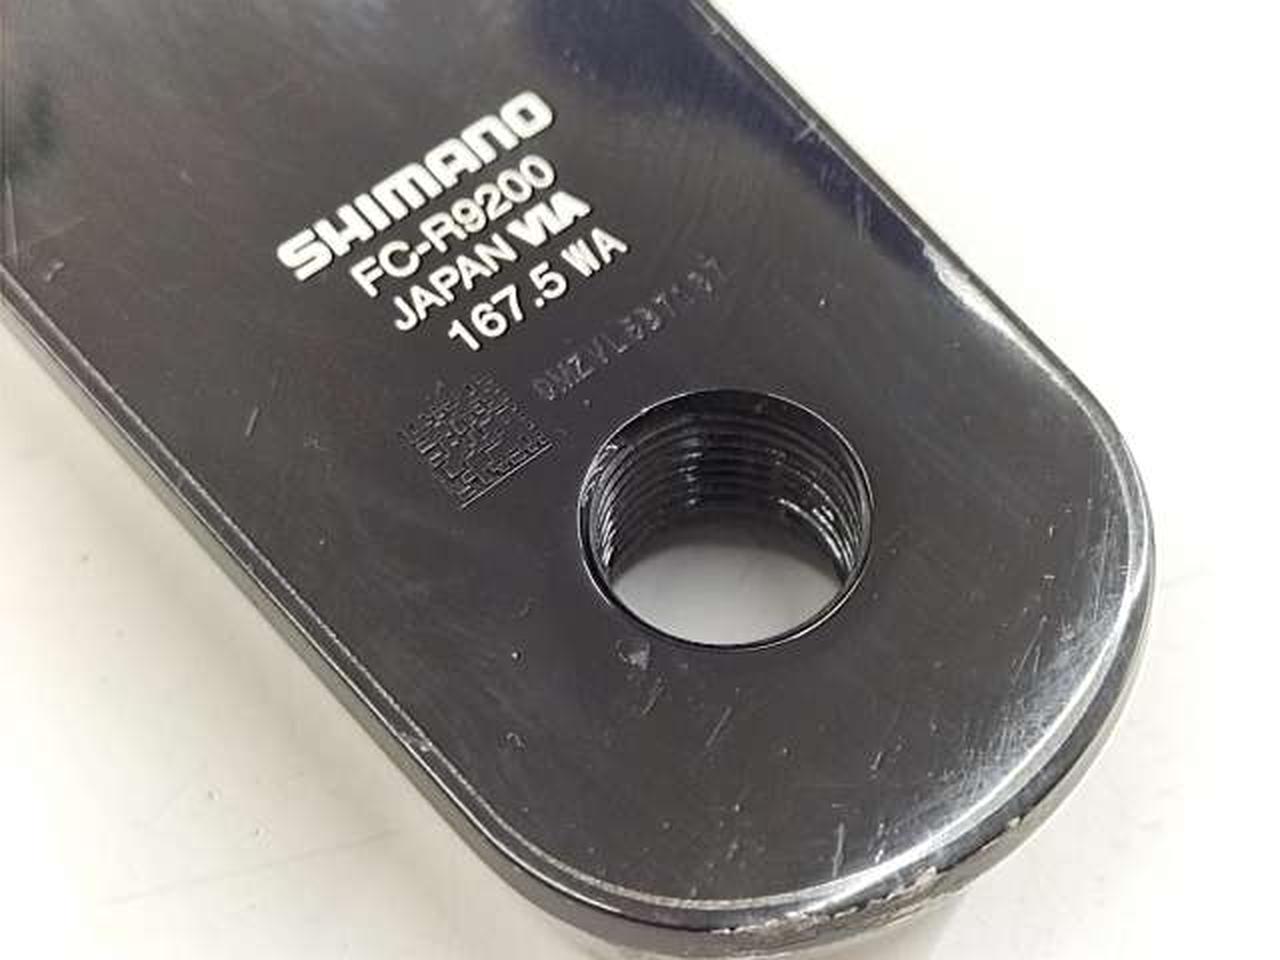 SHIMANO
FC-R9200
JAPAN VIA
167.5 WA